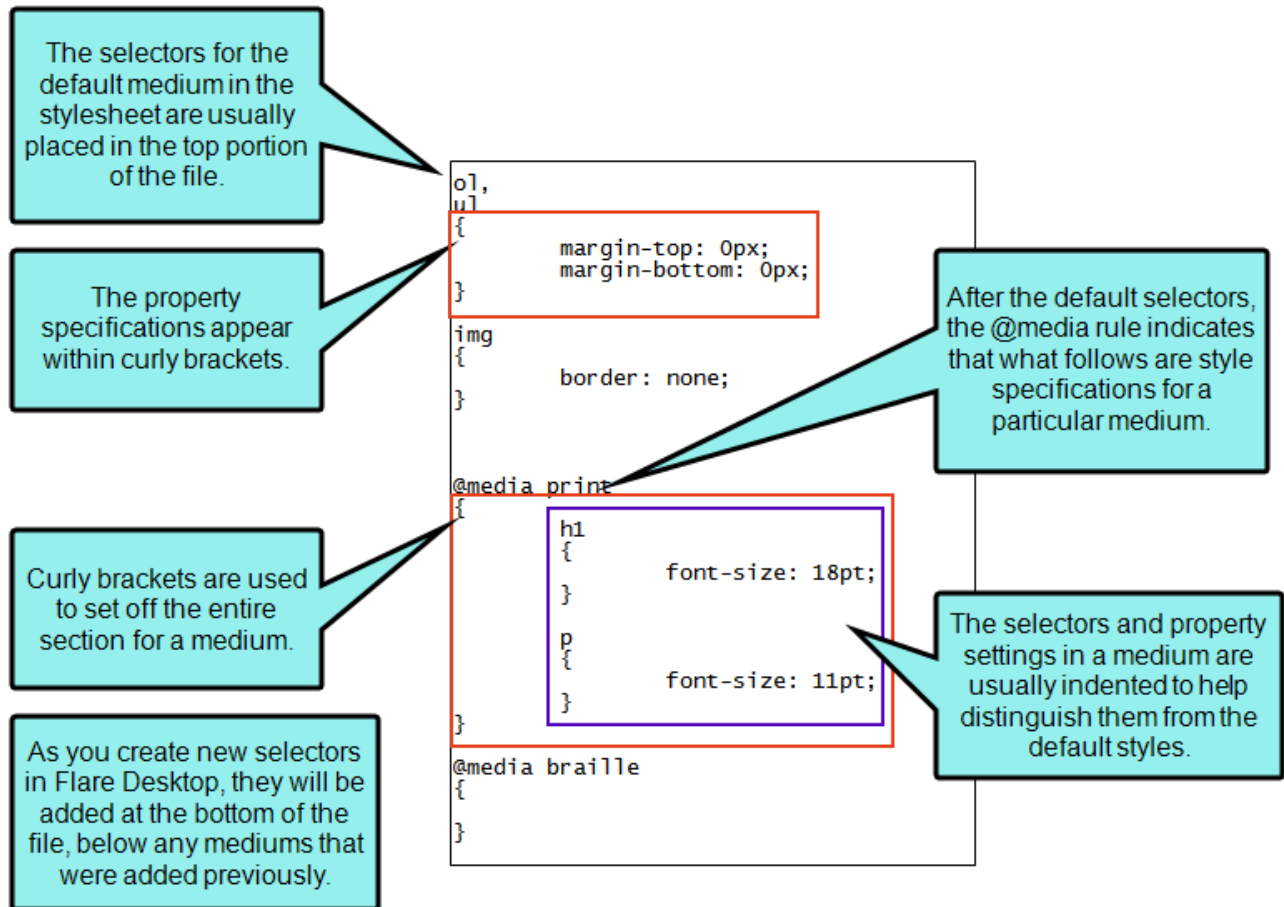 The selectors for the
default medium in the
stylesheet are usually
placed in the top portion
of the file.
The property
specifications appear
within curly brackets.
Curly brackets are used
to set off the entire
section for a medium.
As you create new selectors
in Flare Desktop, they will be
added at the bottom of the
file, below any mediums that
were added previously.
ol,
ul
{
margin-top: 0px;
margin-bottom: 0px;
}
img
{
border: none;
}
@media print
{
h1
{
font-size: 18pt;
}
p
{
font-size: 11pt;
}
}
@media braille
{
}
After the default selectors,
the @media rule indicates
that what follows are style
specifications for a
particular medium.
The selectors and property
settings in a medium are
usually indented to help
distinguish them from the
default styles.